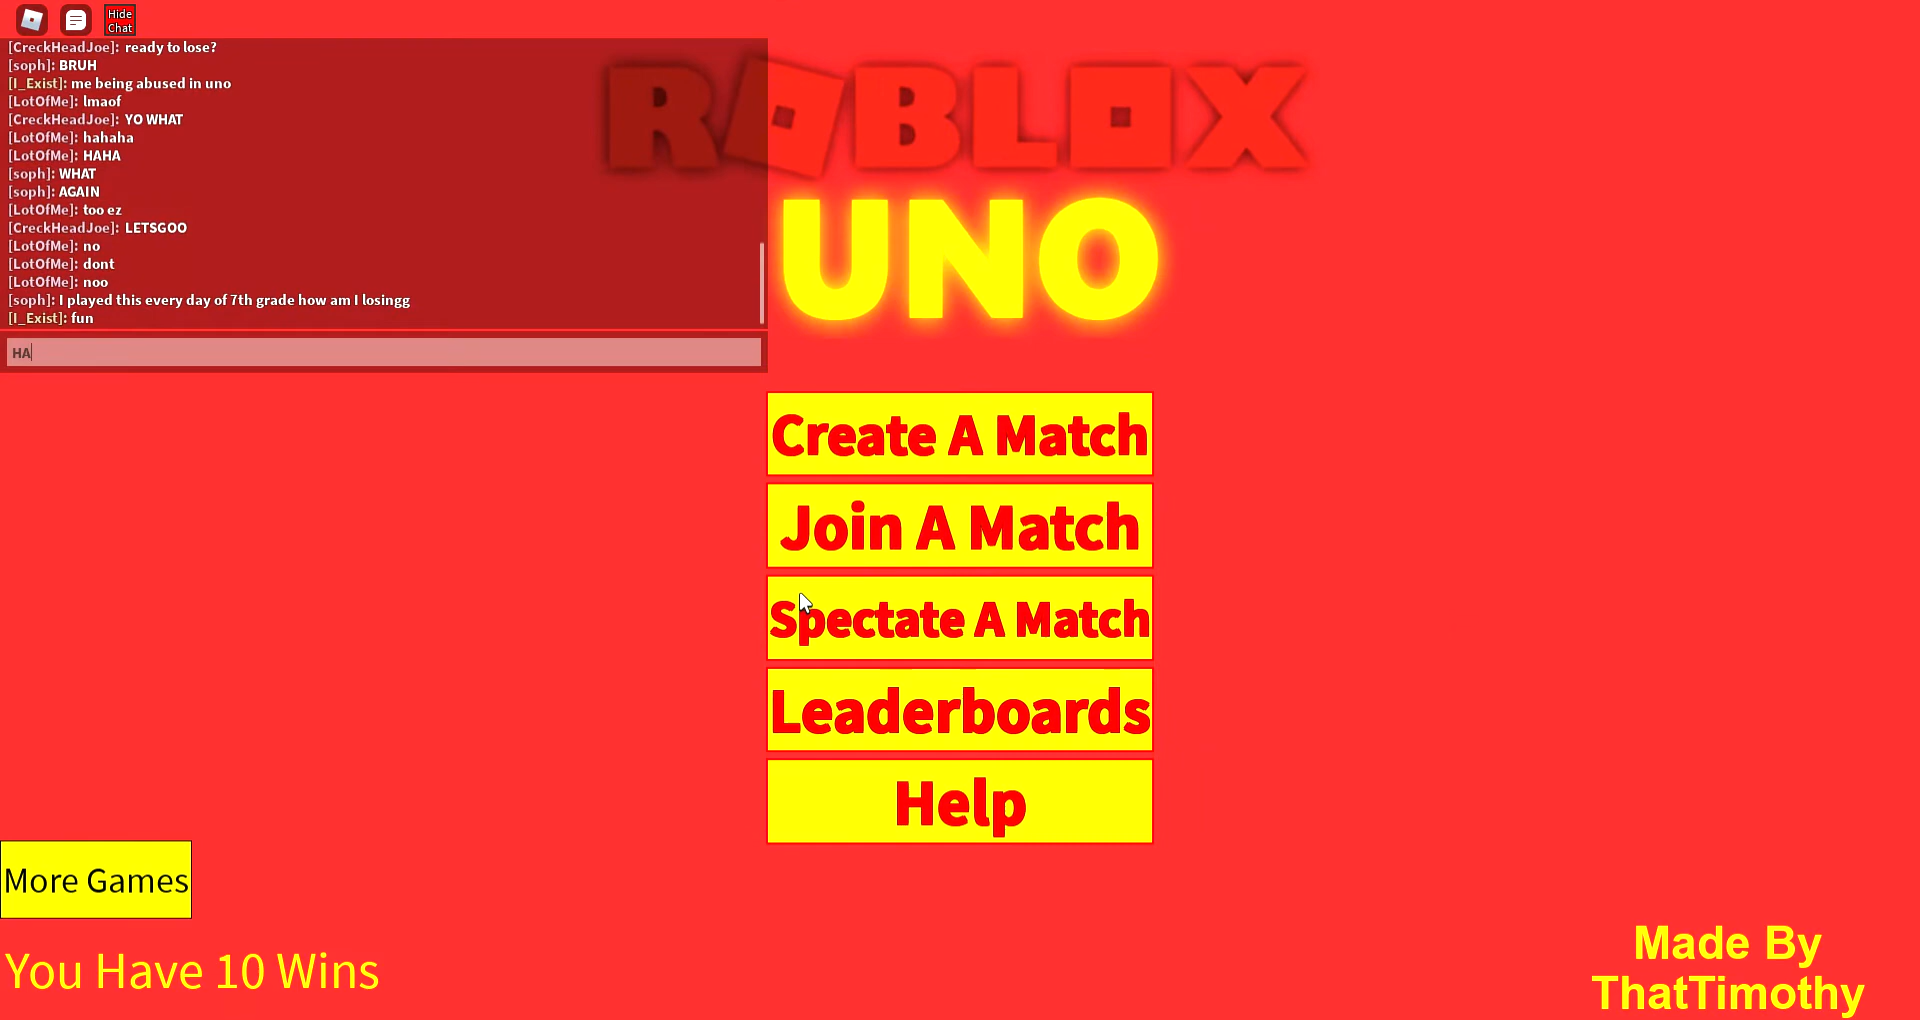 Hide
Chat
[CreckHeadJoe]: ready to lose?
[soph]: BRUH
[I_Exist]: me being abused in uno
[LotOfMe]: lmaof
[CreckHeadJoe]: YO WHAT
[LotOfMe]: hahaha
[LotOfMe]: HAHA
[soph]: WHAT
[soph]: AGAIN
[LotOfMe]: too ez
[CreckHeadJoe]: LETSGOO
[LotOfMe]: no
[LotOfMe]: dont
[LotOfMe]: noo
[soph]: I played this every day of 7th grade how am I losingg
[I_Exist]: fun
HA
ROBLOX
UNO
Create A Match
Join A Match
Spectate A Match
Leaderboards
Help
More Games
You Have 10 Wins
Made By
ThatTimothy